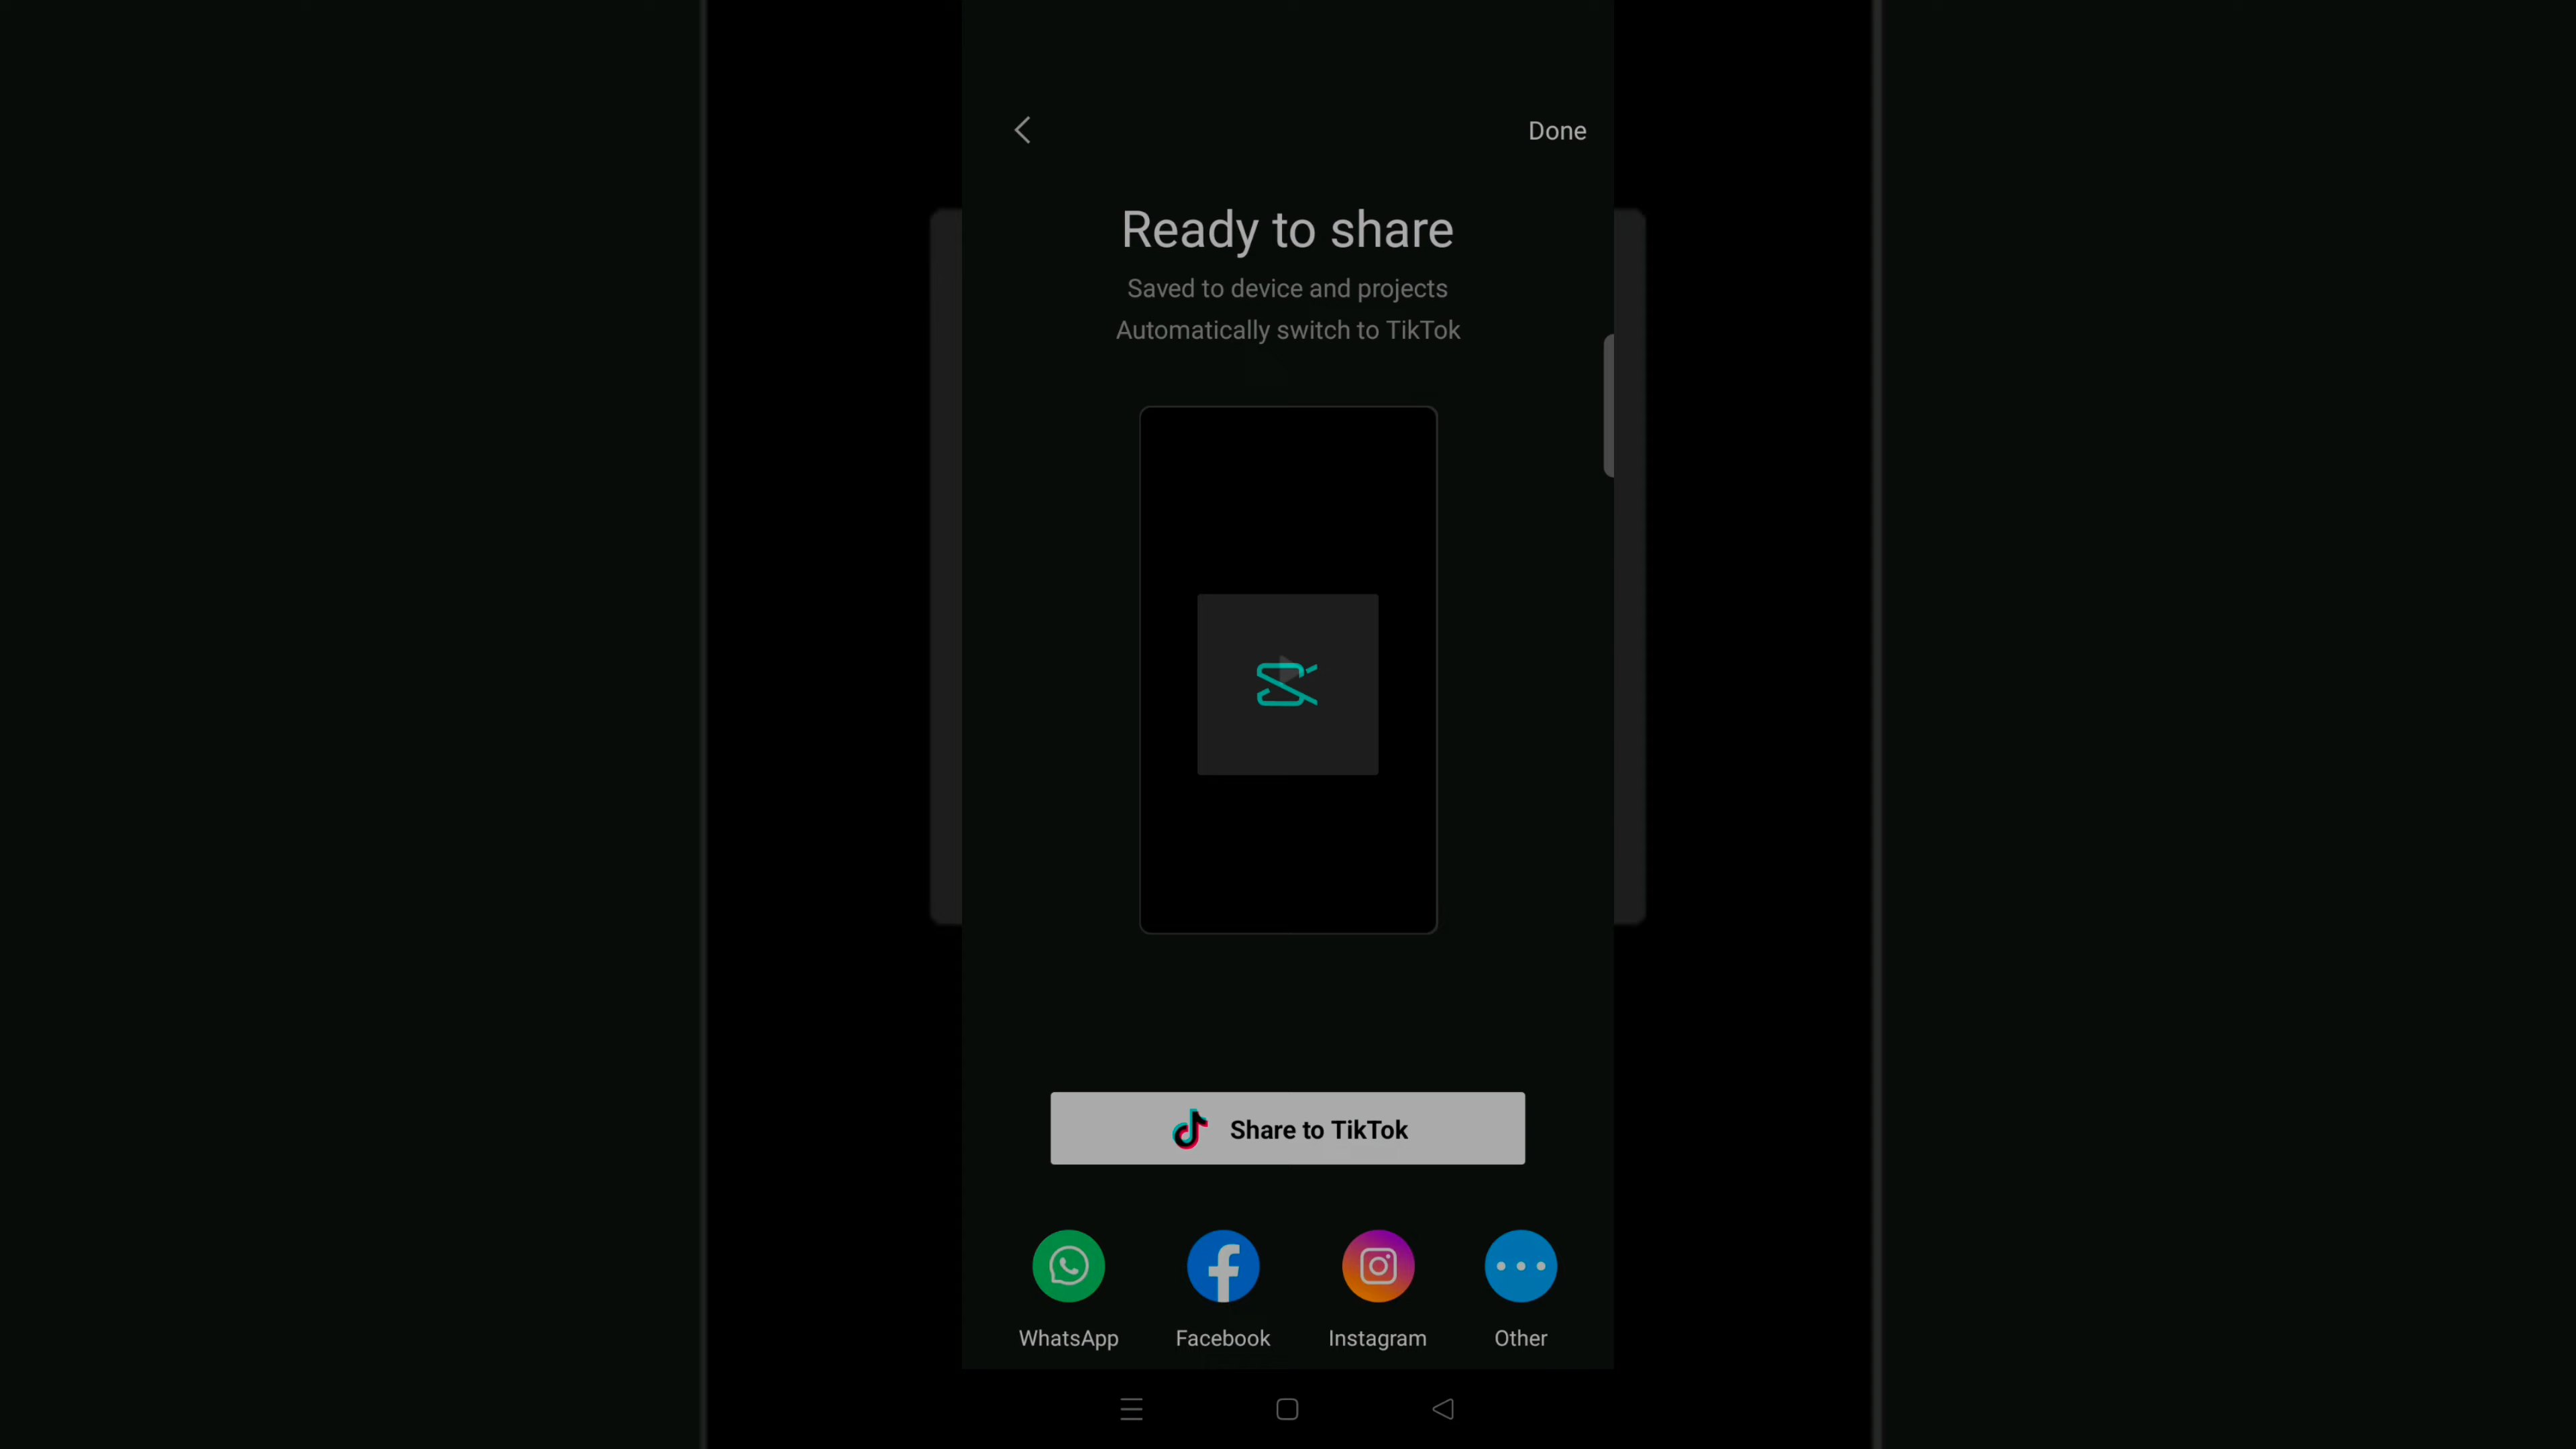 Done
Ready to share
Saved to device and projects
Automatically switch to TikTok
Share to TikTok
WhatsApp
Facebook
Instagram
Other